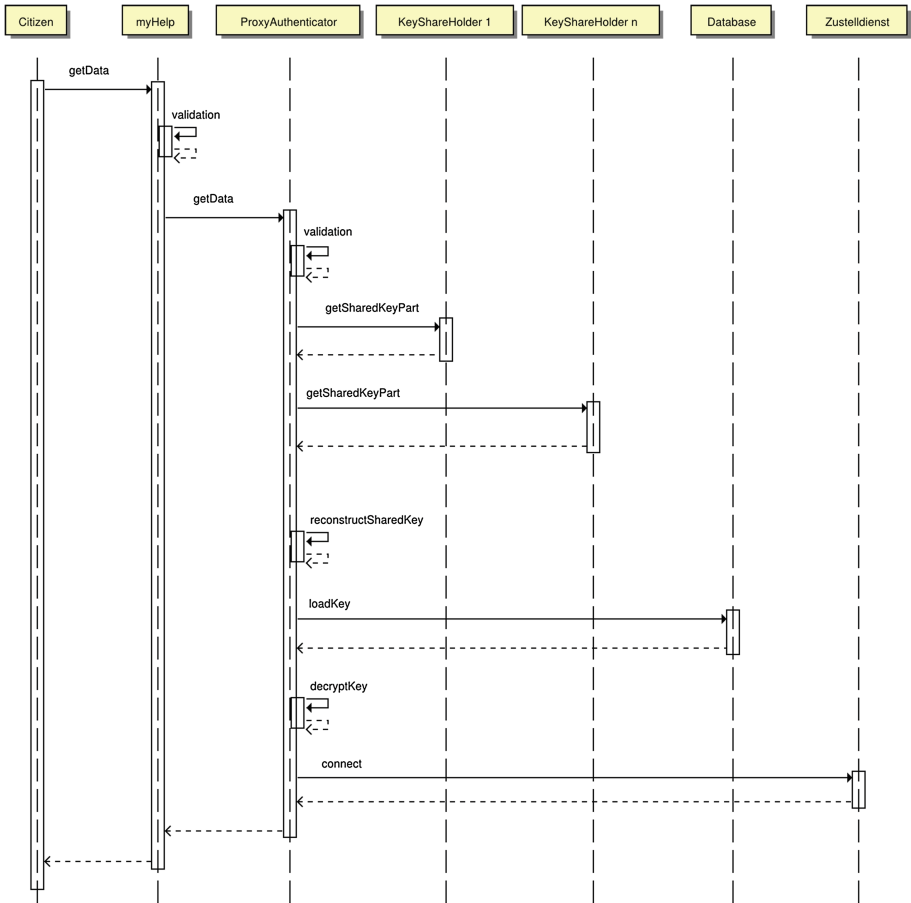 Citizen
myHelp
ProxyAuthenticator
KeyShareHolder 1
KeyShareHolder n
Database
Zustelldienst
getData
validation
getData
validation
getSharedKeyPart
getSharedKeyPart
reconstructSharedKey
loadKey
decryptKey
connect